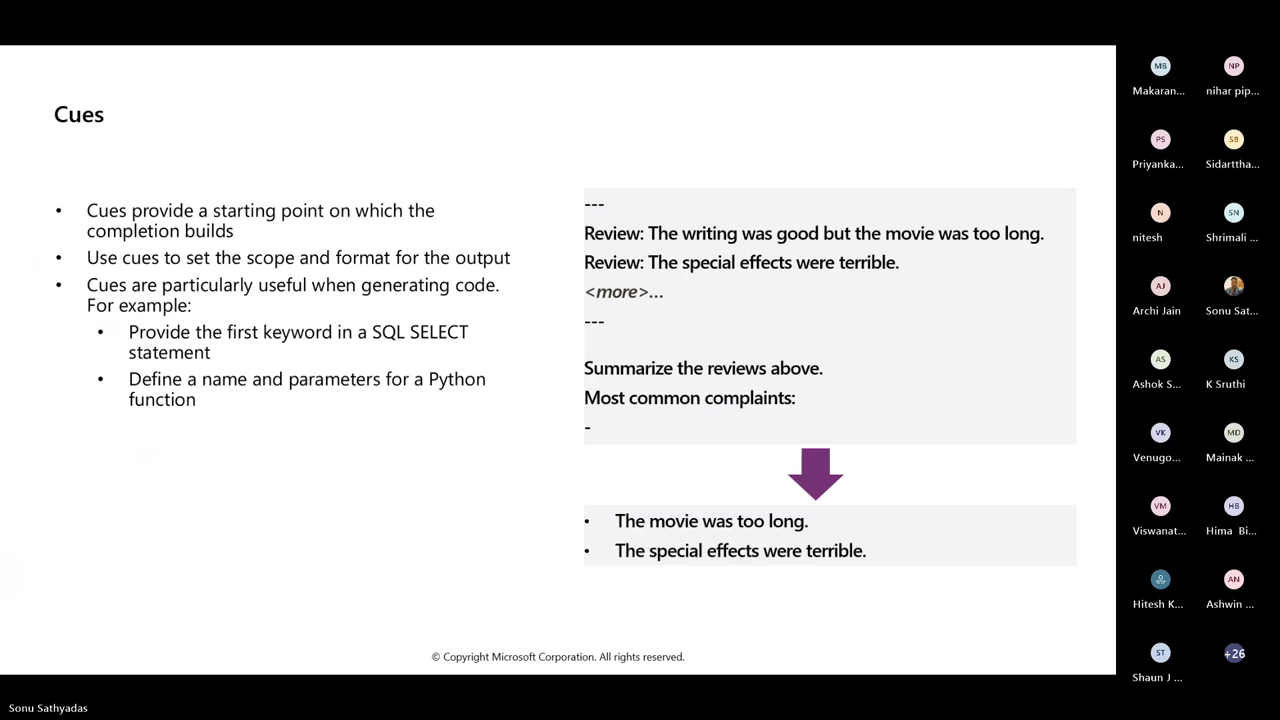 Cues
• Cues provide a starting point on which the
completion builds
• Use cues to set the scope and format for the output
• Cues are particularly useful when generating code.
For example:
• Provide the first keyword in a SQL SELECT
statement
• Define a name and parameters for a Python
function
---
Review: The writing was good but the movie was too long.
Review: The special effects were terrible.
<more>...
---
Summarize the reviews above.
Most common complaints:
-
• The movie was too long.
• The special effects were terrible.
© Copyright Microsoft Corporation. All rights reserved.
MB NP
Makaran... nihar pip...
PS SB
Priyanka... Sidarttha...
N SN
nitesh Shrimali ...
AJ
Archi Jain Sonu Sat...
AS KS
Ashok S... K Sruthi
VK MD
Venugo... Mainak ...
VM HB
Viswanat... Hima Bi...
AN
Hitesh K... Ashwin ...
ST +26
Shaun J ...
Sonu Sathyadas